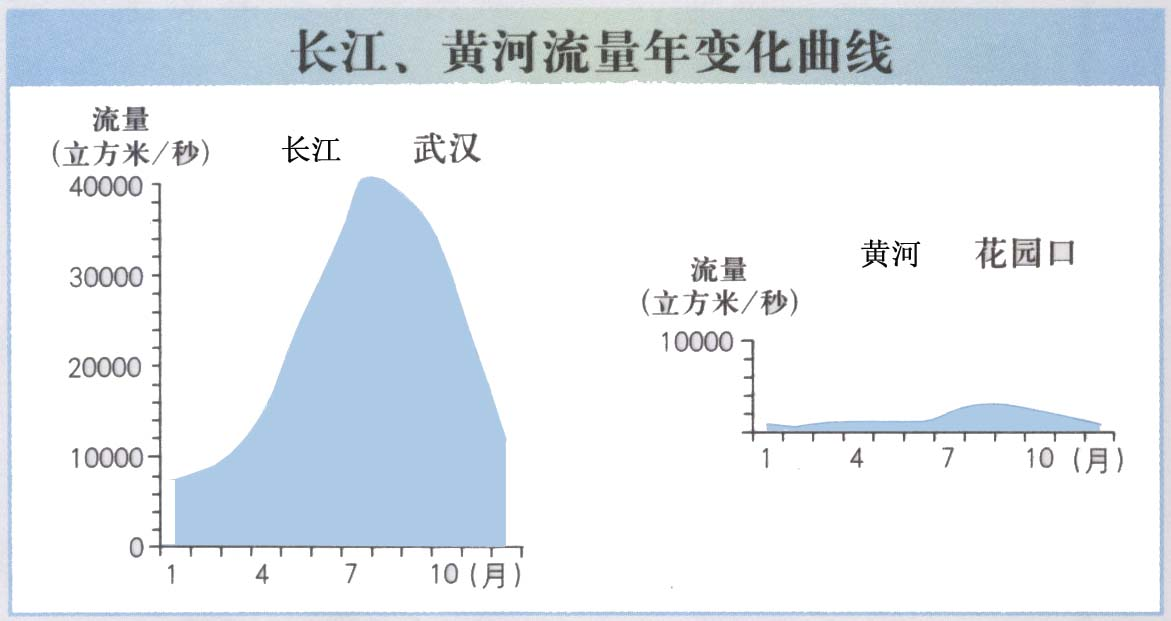 长江、黄河流量年变化曲线
流量
(立方米/秒)
长江 武汉
40000
30000
20000
10000
0
1 4 7 10 (月)
黄河 花园口
流量
(立方米/秒)
10000
1 4 7 10 (月)